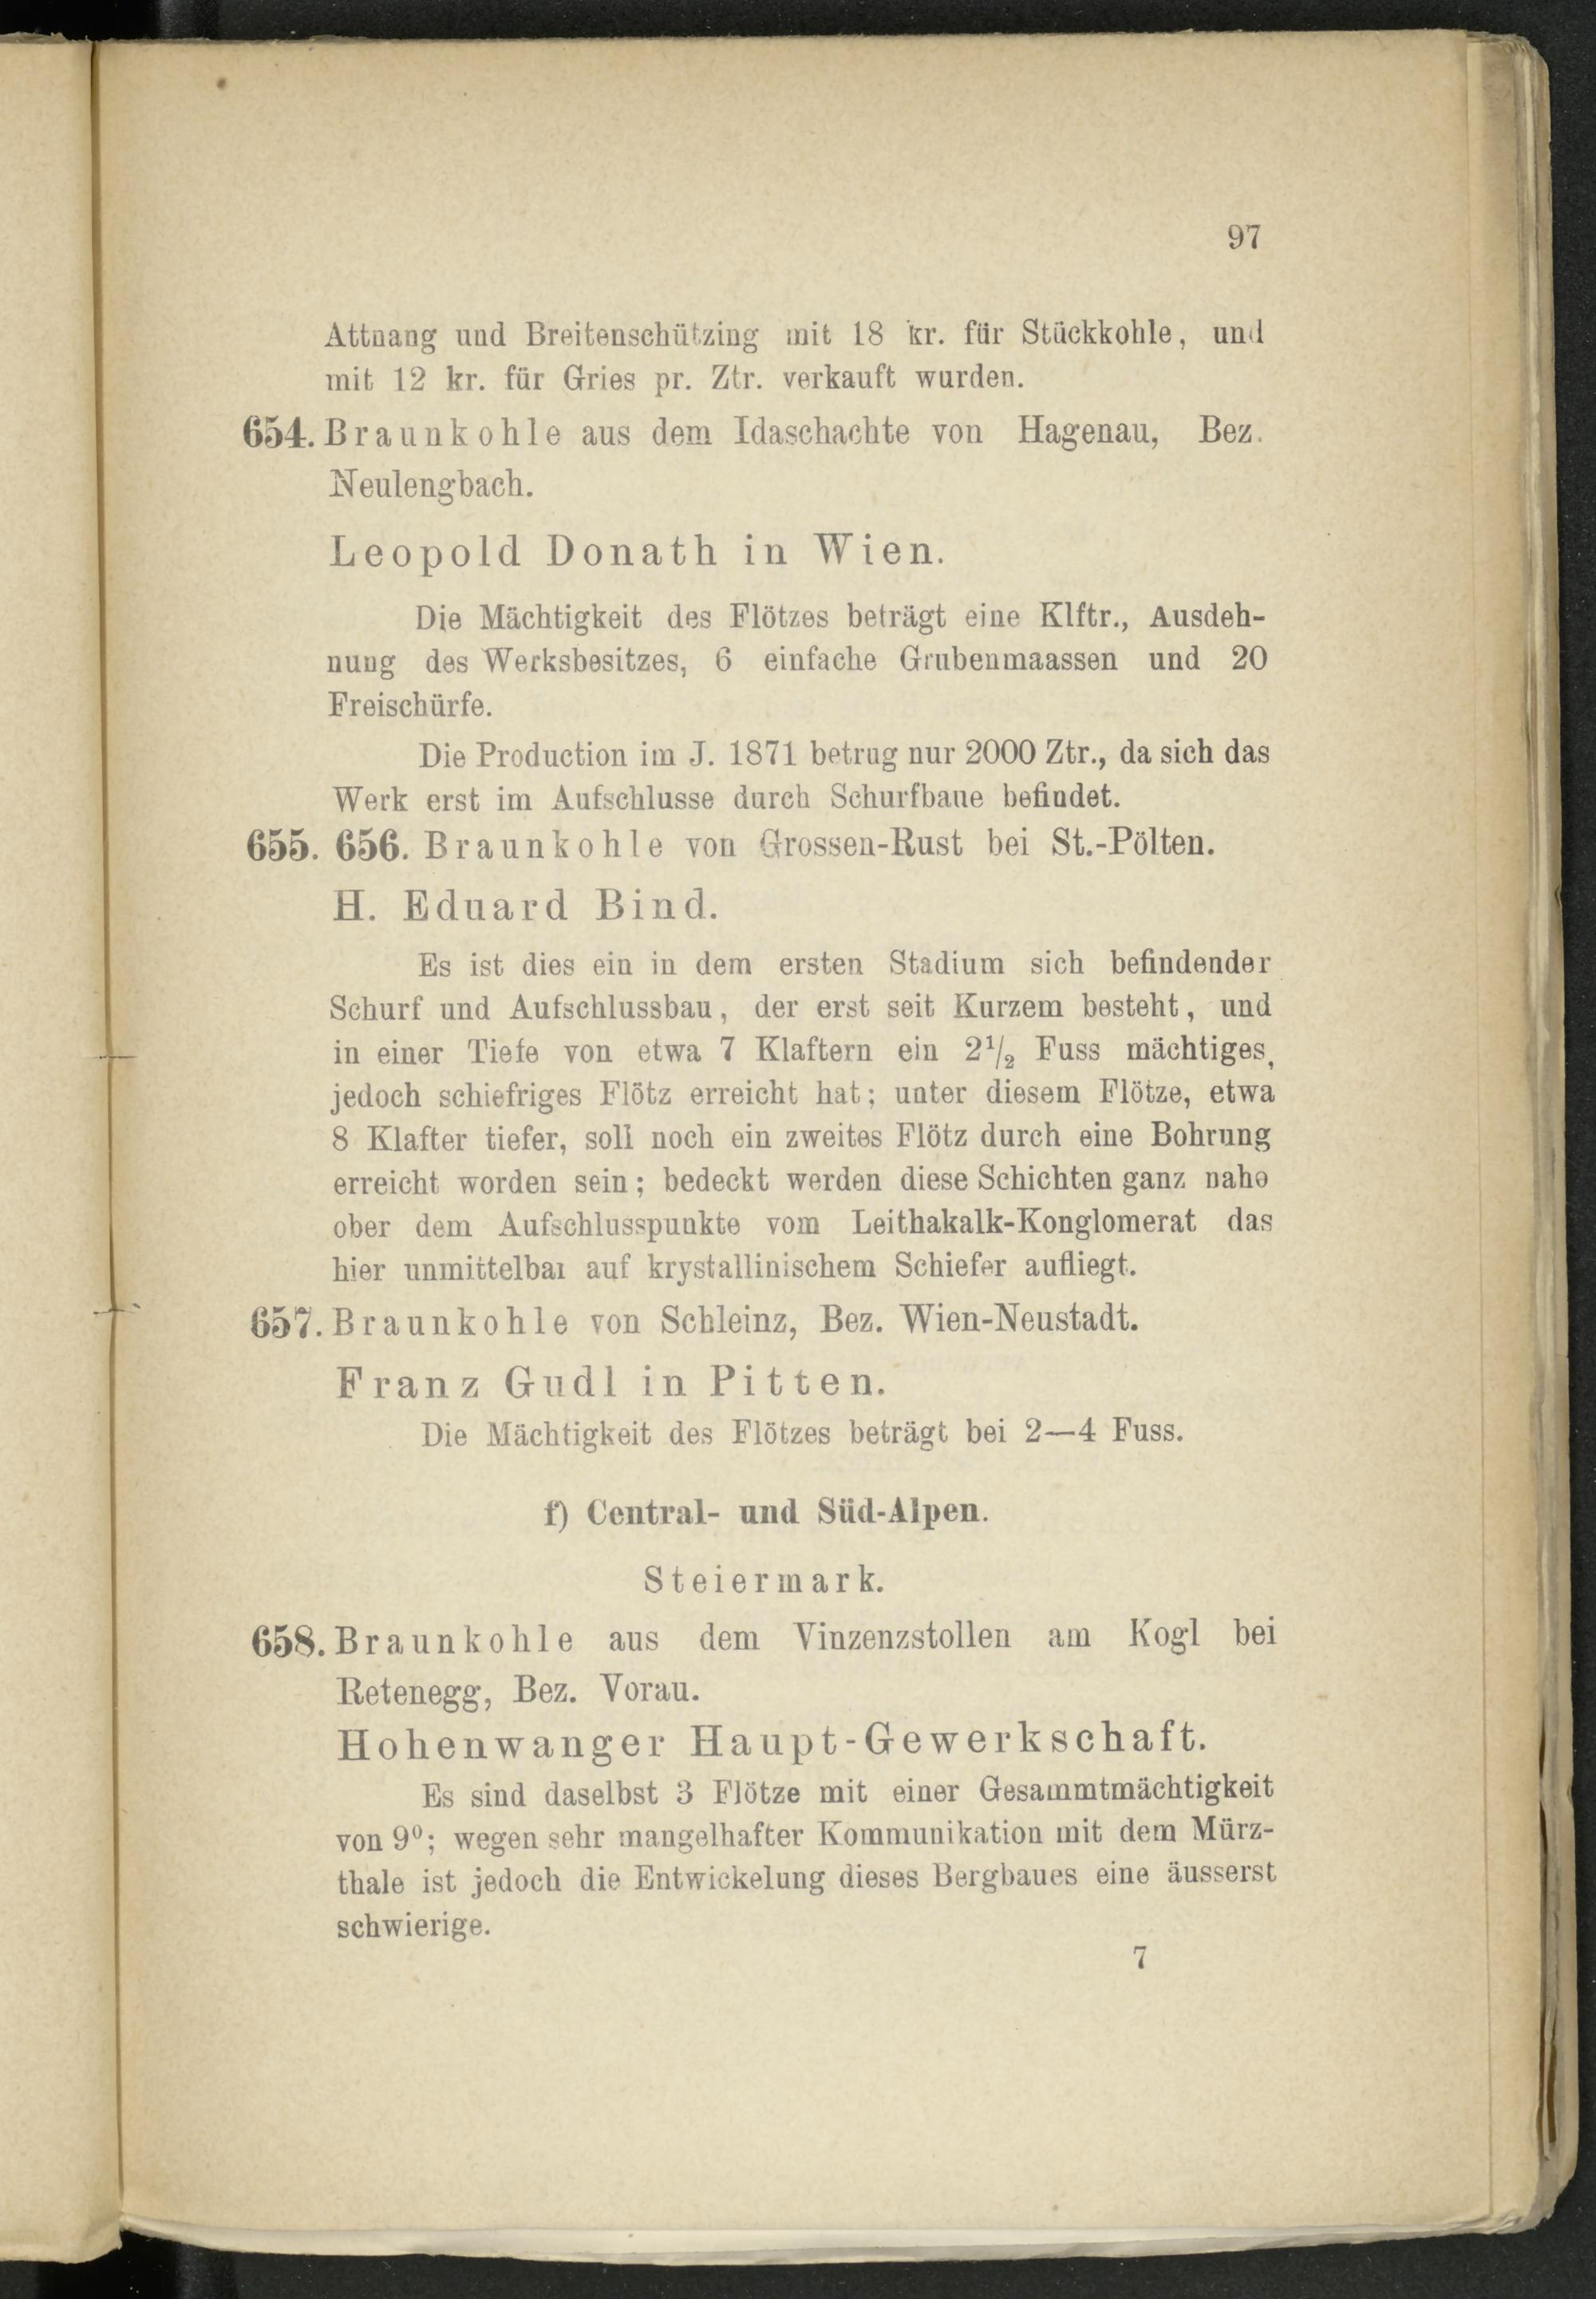 97
Attnang und Breitenschützing mit 18 kr. für Stückkohle, und
mit 12 kr. für Gries pr. Ztr. verkauft wurden.
654. Braunkohle aus dem Idaschachte von Hagenau, Bez.
Neulengbach.
Leopold Donath in Wien.
Die Mächtigkeit des Flötzes beträgt eine Klftr., Ausdeh-
nung des Werksbesitzes, 6 einfache Grubenmaassen und 20
Freischürfe.
Die Production im J. 1871 betrug nur 2000 Ztr., da sich das
Werk erst im Aufschlusse durch Schurfbaue befindet.
655. 656. Braunkohle von Grossen-Rust bei St.-Pölten.
H. Eduard Bind.
Es ist dies ein in dem ersten Stadium sich befindender
Schurf und Aufschlussbau, der erst seit Kurzem besteht, und
in einer Tiefe von etwa 7 Klaftern ein 2 1/2 Fuss mächtiges,
jedoch schiefriges Flötz erreicht hat; unter diesem Flötze, etwa
8 Klafter tiefer, soll noch ein zweites Flötz durch eine Bohrung
erreicht worden sein; bedeckt werden diese Schichten ganz nahe
ober dem Aufschlusspunkte vom Leithakalk-Konglomerat das
hier unmittelbar auf krystallinischem Schiefer aufliegt.
657. Braunkohle von Schleinz, Bez. Wien-Neustadt.
Franz Gudl in Pitten.
Die Mächtigkeit des Flötzes beträgt bei 2—4 Fuss.
f) Central- und Süd-Alpen.
Steiermark.
658. Braunkohle aus dem Vinzenzstollen am Kogl bei
Retenegg, Bez. Vorau.
Hohenwanger Haupt-Gewerkschaft.
Es sind daselbst 3 Flötze mit einer Gesammtmächtigkeit
von 9⁰; wegen sehr mangelhafter Kommunikation mit dem Mürz-
thale ist jedoch die Entwickelung dieses Bergbaues eine äusserst
schwierige.
7